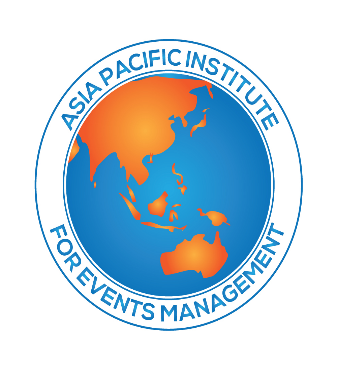 ASIA PACIFIC INSTITUTE
FOR EVENTS MANAGEMENT